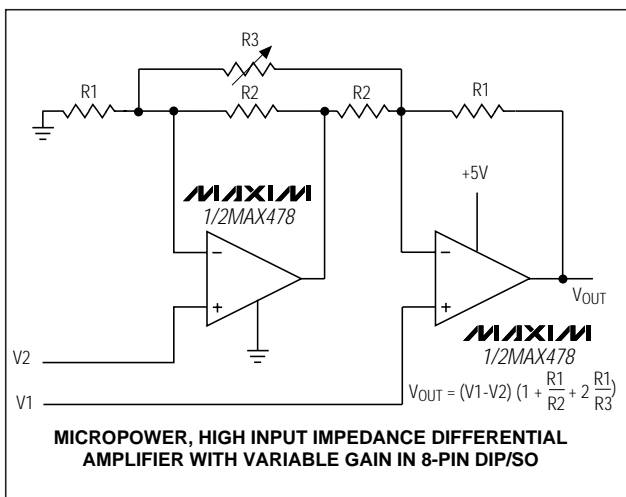 R3
R1
R2
R2
R1
+5V
MAXIM
1/2MAX478
−
+
−
+
VOUT
MAXIM
1/2MAX478
V2
V1
VOUT = (V1-V2) (1 + R1/R2 + 2 R1/R3)
MICROPOWER, HIGH INPUT IMPEDANCE DIFFERENTIAL
AMPLIFIER WITH VARIABLE GAIN IN 8-PIN DIP/SO